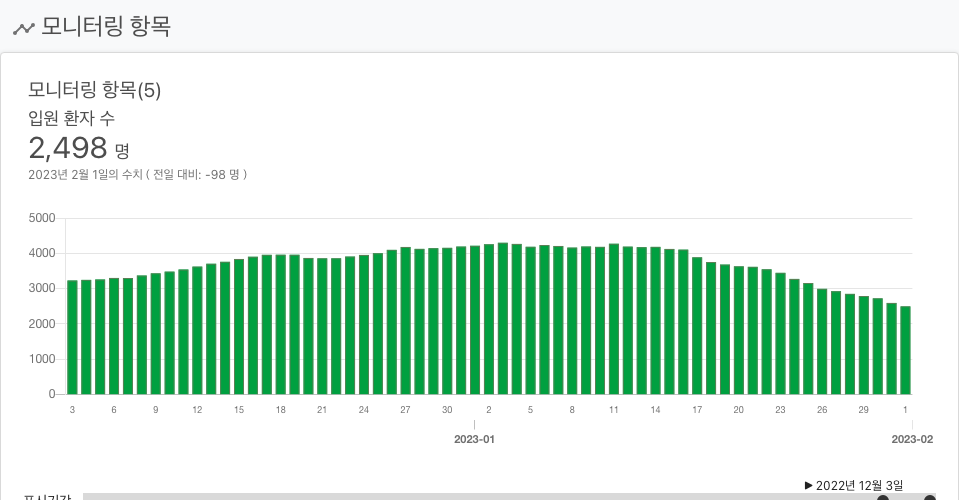 모니터링 항목
모니터링 항목(5)
입원 환자 수
2,498 명
2023년 2월 1일의 수치 ( 전일 대비: -98 명 )
5000
4000
3000
2000
1000
0
3 6 9 12 15 18 21 24 27 30 2 5 8 11 14 17 20 23 26 29 1
2023-01 2023-02
▶ 2022년 12월 3일
표시기간